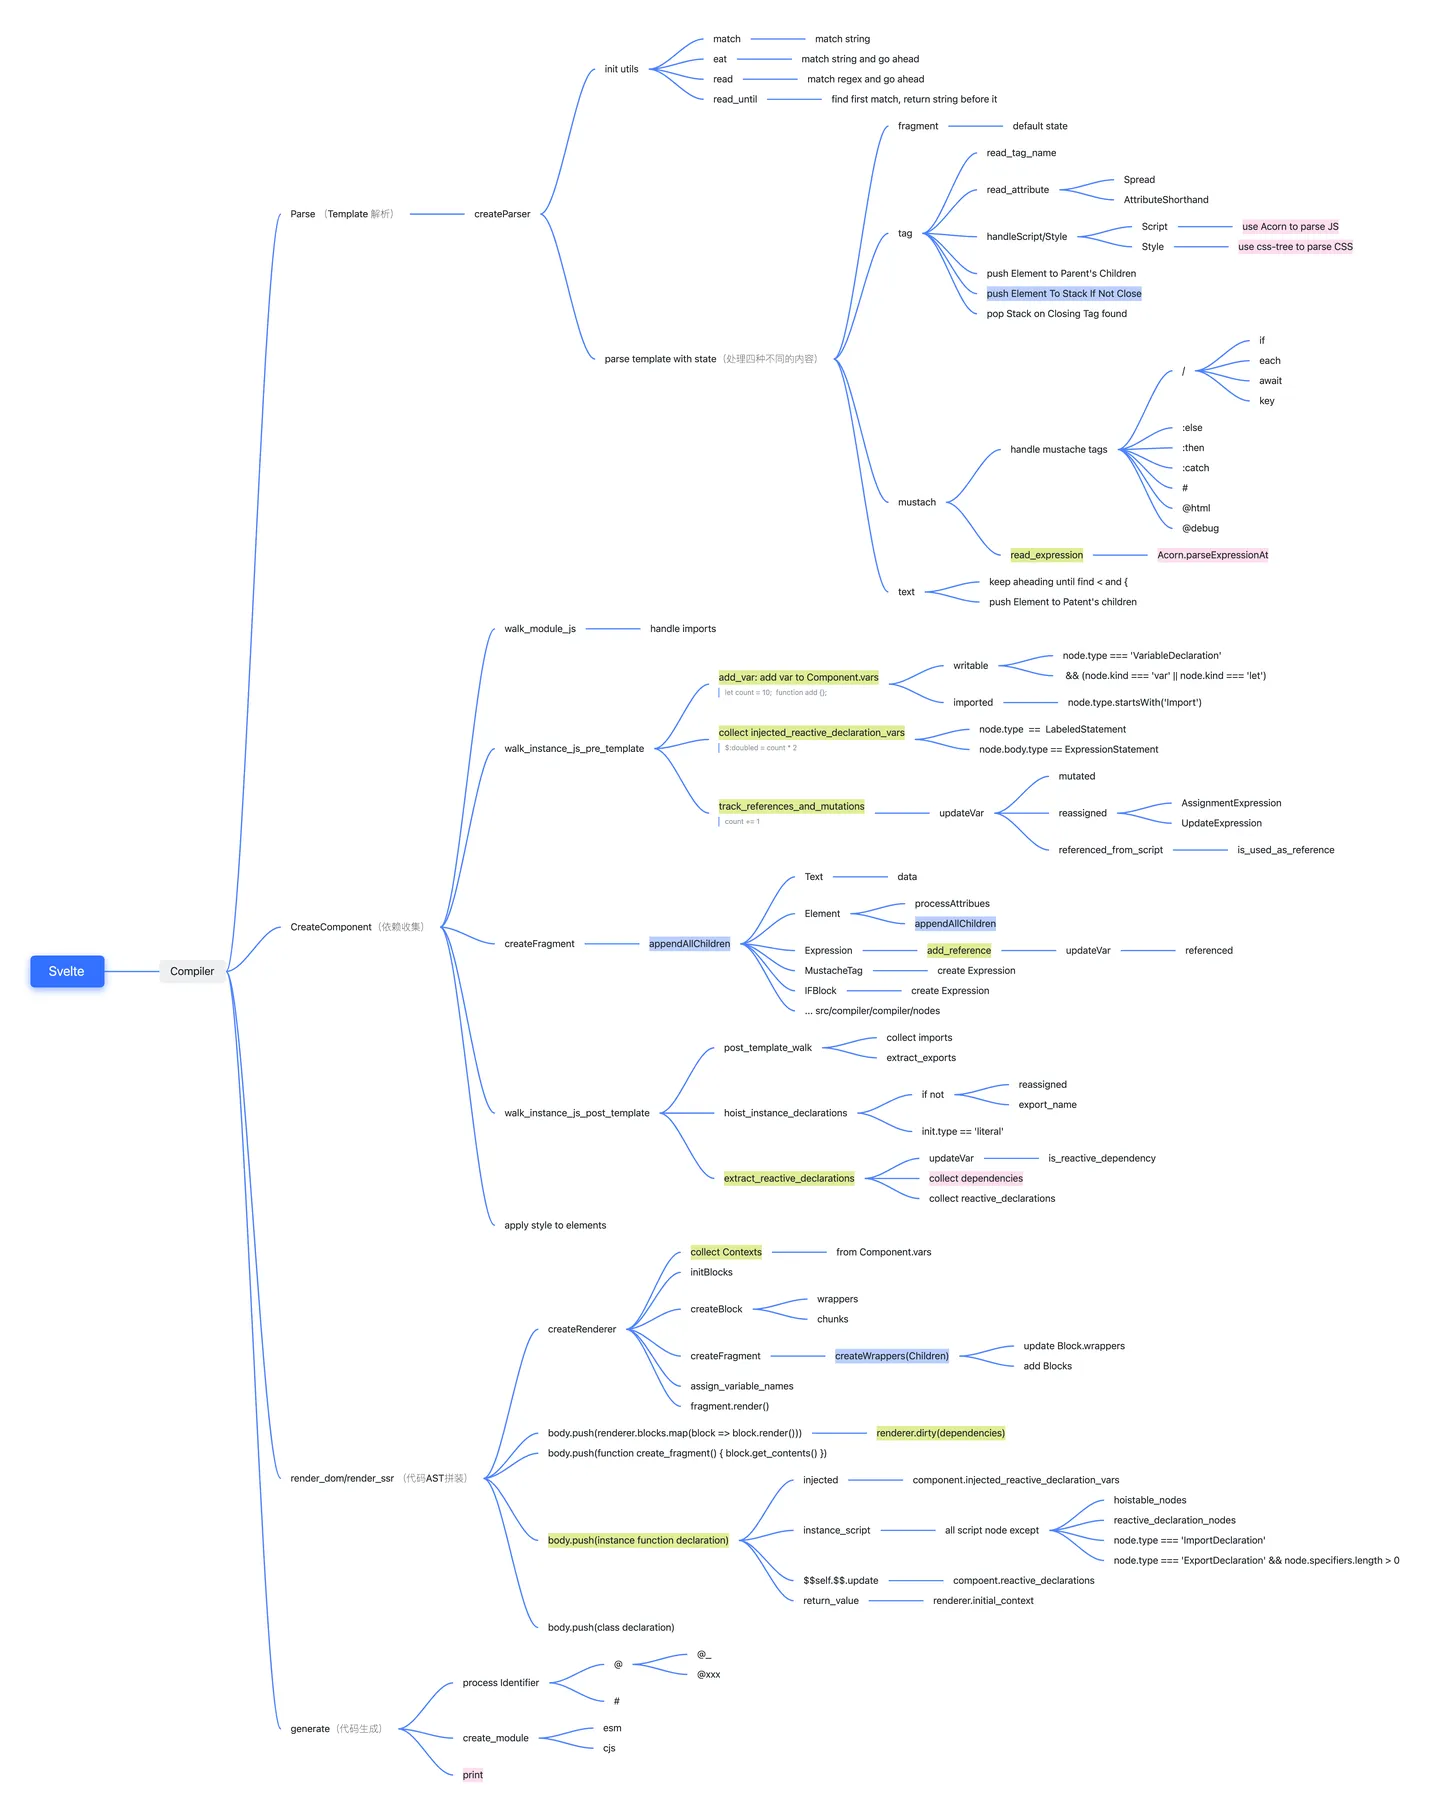 Svelte
Compiler
Parse （Template 解析）
createParser
init utils
match
match string
eat
match string and go ahead
read
match regex and go ahead
read_until
find first match, return string before it
parse template with state（处理四种不同的内容）
fragment
default state
tag
read_tag_name
read_attribute
Spread
AttributeShorthand
handleScript/Style
Script
use Acorn to parse JS
Style
use css-tree to parse CSS
push Element to Parent's Children
push Element To Stack If Not Close
pop Stack on Closing Tag found
mustach
handle mustache tags
/
if
each
await
key
:else
:then
:catch
#
@html
@debug
read_expression
Acorn.parseExpressionAt
text
keep aheading until find < and {
push Element to Patent's children
CreateComponent（依赖收集）
walk_module_js
handle imports
walk_instance_js_pre_template
add_var: add var to Component.vars
let count = 10;  function add {};
writable
node.type === 'VariableDeclaration'
&& (node.kind === 'var' || node.kind === 'let')
imported
node.type.startsWith('Import')
collect injected_reactive_declaration_vars
$:doubled = count * 2
node.type  ==  LabeledStatement
node.body.type == ExpressionStatement
track_references_and_mutations
count += 1
updateVar
mutated
reassigned
AssignmentExpression
UpdateExpression
referenced_from_script
is_used_as_reference
createFragment
appendAllChildren
Text
data
Element
processAttribues
appendAllChildren
Expression
add_reference
updateVar
referenced
MustacheTag
create Expression
IFBlock
create Expression
... src/compiler/compiler/nodes
walk_instance_js_post_template
post_template_walk
collect imports
extract_exports
hoist_instance_declarations
if not
reassigned
export_name
init.type == 'literal'
extract_reactive_declarations
updateVar
is_reactive_dependency
collect dependencies
collect reactive_declarations
apply style to elements
render_dom/render_ssr （代码AST拼装）
createRenderer
collect Contexts
from Component.vars
initBlocks
createBlock
wrappers
chunks
createFragment
createWrappers(Children)
update Block.wrappers
add Blocks
assign_variable_names
fragment.render()
body.push(renderer.blocks.map(block => block.render()))
renderer.dirty(dependencies)
body.push(function create_fragment() { block.get_contents() })
body.push(instance function declaration)
injected
component.injected_reactive_declaration_vars
instance_script
all script node except
hoistable_nodes
reactive_declaration_nodes
node.type === 'ImportDeclaration'
node.type === 'ExportDeclaration' && node.specifiers.length > 0
$$self.$$.update
compoent.reactive_declarations
return_value
renderer.initial_context
body.push(class declaration)
generate（代码生成）
process Identifier
@
@_
@xxx
#
create_module
esm
cjs
print